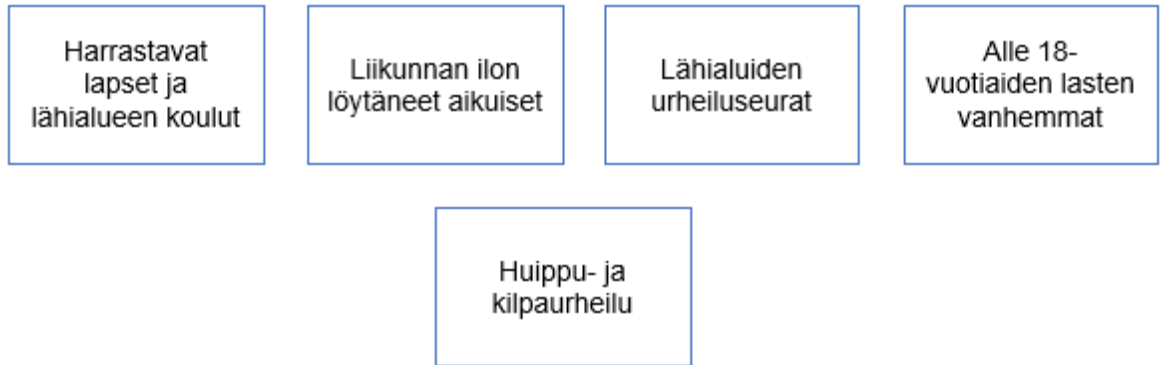 Harrastavat
lapset ja
lähialueen koulut
Liikunnan ilon
löytäneet aikuiset
Lähialuiden
urheiluseurat
Alle 18-
vuotiaiden lasten
vanhemmat
Huippu- ja
kilpaurheilu